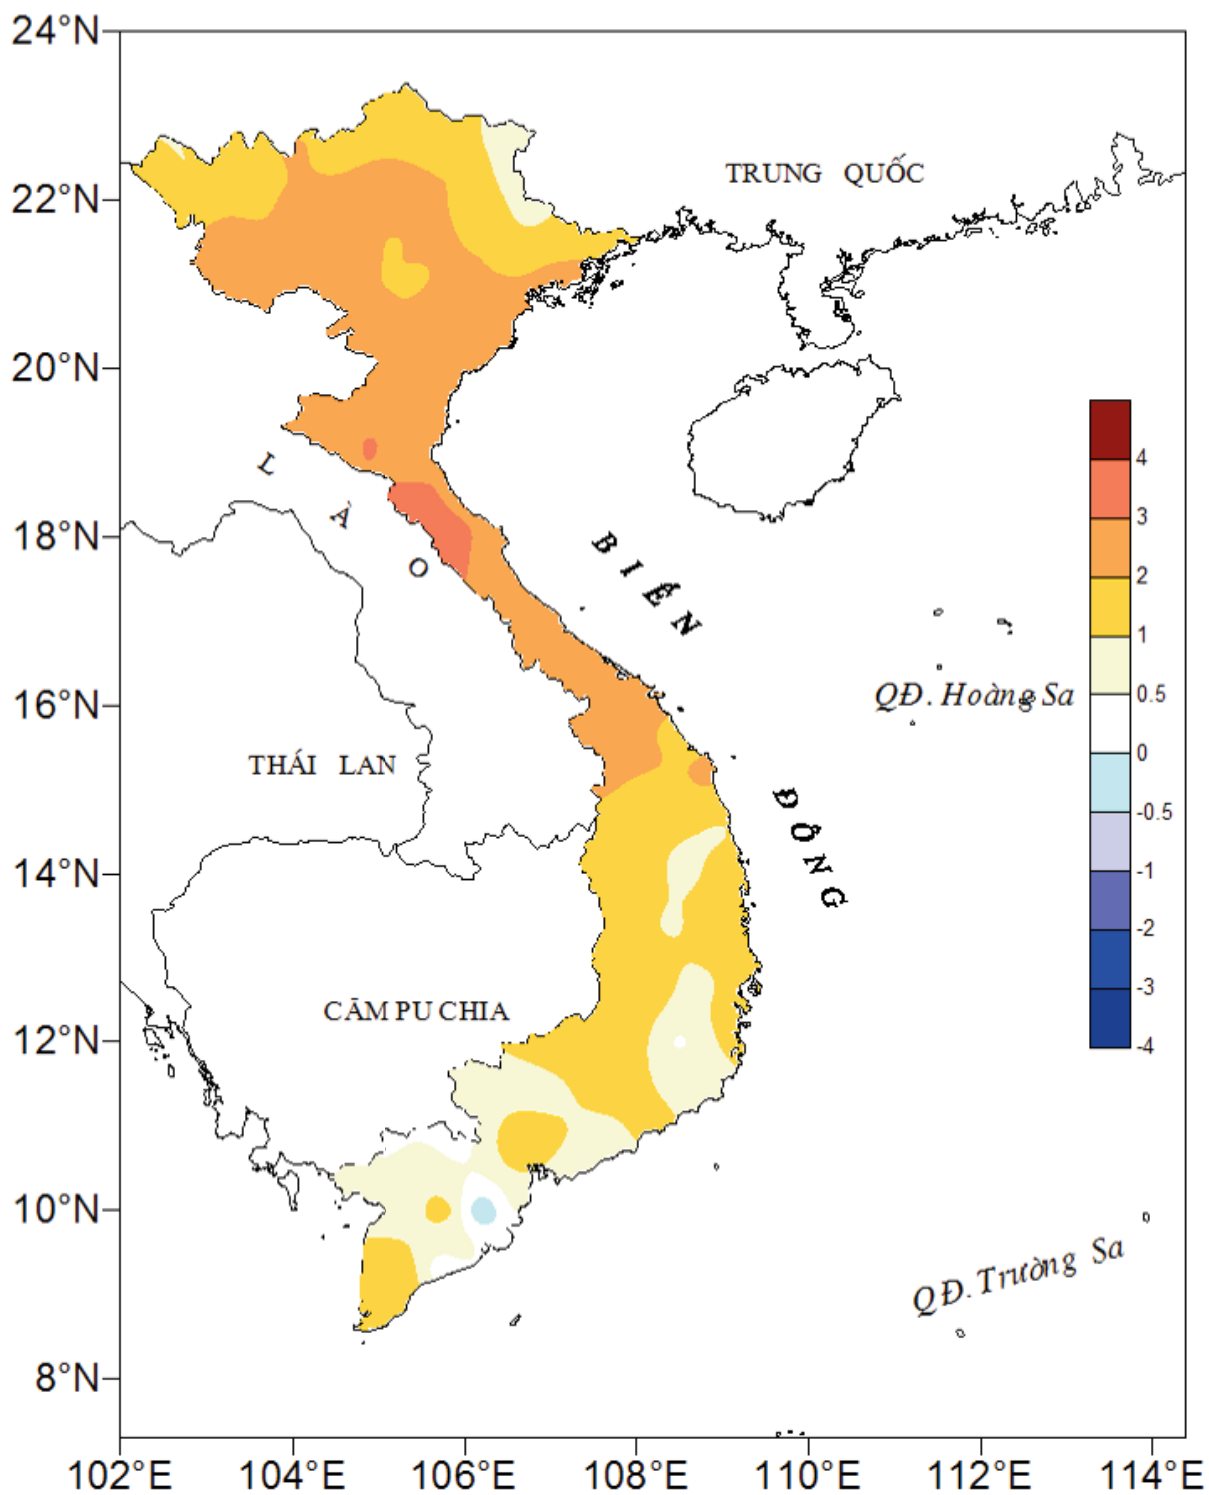 24°N
22°N
20°N
18°N
16°N
14°N
12°N
10°N
8°N
TRUNG QUỐC
LÀO
BIỂN
QĐ. Hoàng Sa
THÁI LAN
ĐÔNG
CĂM PU CHIA
QĐ. Trường Sa
4
3
2
1
0.5
0
-0.5
-1
-2
-3
-4
102°E
104°E
106°E
108°E
110°E
112°E
114°E